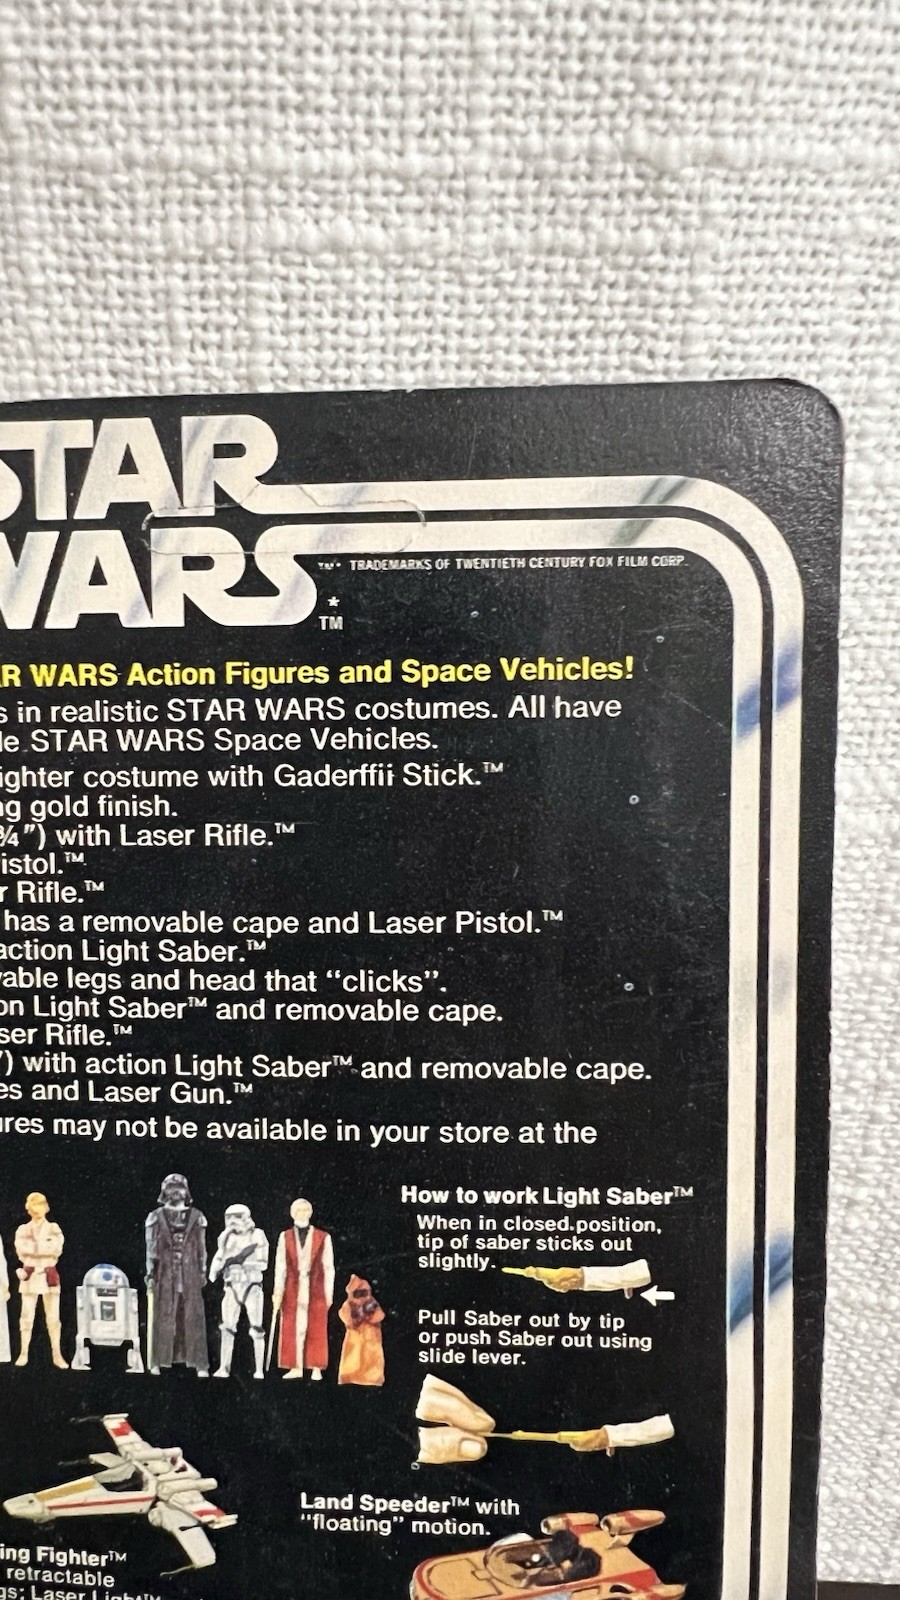 STAR
WARS
TM• TRADEMARKS OF TWENTIETH CENTURY FOX FILM CORP.
*
TM
AR WARS Action Figures and Space Vehicles!
s in realistic STAR WARS costumes. All have
le STAR WARS Space Vehicles.
ighter costume with Gaderffii Stick.™
ng gold finish.
¾") with Laser Rifle.™
istol.™
r Rifle.™
has a removable cape and Laser Pistol.™
action Light Saber.™
vable legs and head that “clicks”.
on Light Saber™ and removable cape.
ser Rifle.™
") with action Light Saber™ and removable cape.
es and Laser Gun.™
ures may not be available in your store at the
How to work Light Saber™
When in closed position,
tip of saber sticks out
slightly.
Pull Saber out by tip
or push Saber out using
slide lever.
Land Speeder™ with
“floating” motion.
ing Fighter™
retractable
gs; Laser Light™